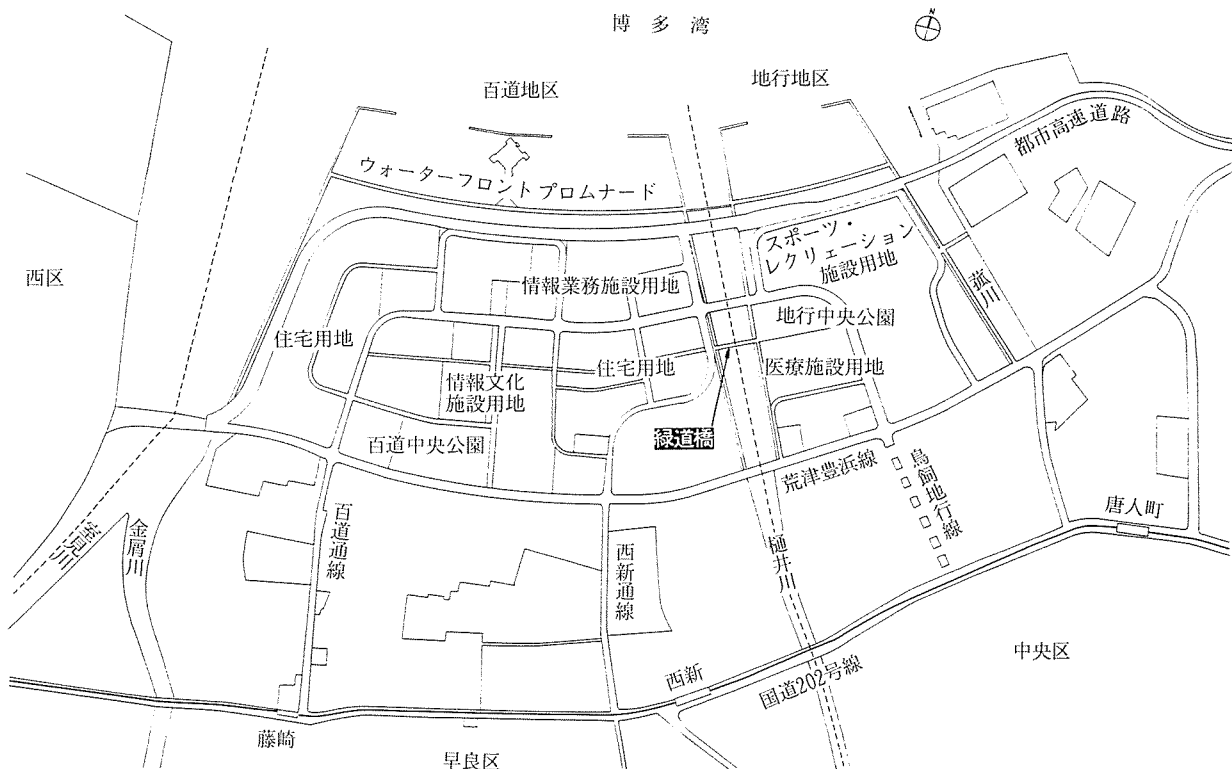 N
博多湾
百道地区
地行地区
都市高速道路
ウォーターフロントプロムナード
スポーツ・
レクリェーション
施設用地
西区
情報業務施設用地
菰川
住宅用地
地行中央公園
住宅用地
医療施設用地
情報文化
施設用地
緑道橋
百道中央公園
荒津豊浜線
鳥飼地行線
唐人町
室見川
金屑川
百道通線
西新通線
樋井川
中央区
西新
国道202号線
藤崎
早良区